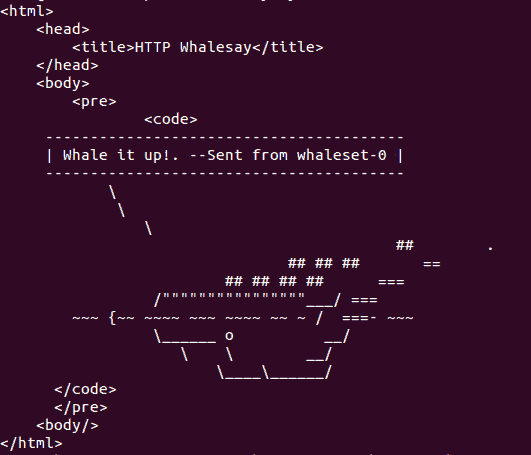 <html>
    <head>
        <title>HTTP Whalesay</title>
    </head>
    <body>
        <pre>
                <code>
     ----------------------------------------
     | Whale it up!. --Sent from whaleset-0 |
     ----------------------------------------
            \
             \
                \
                                            ##        .
                                ## ## ##       ==
                         ## ## ## ##      ===
                 /""""""""""""""""___/ ===
        ~~~ {~~ ~~~~ ~~~ ~~~~ ~~ ~ /  ===- ~~~
                 \______ o          __/
                    \    \        __/
                        \____\______/
      </code>
      </pre>
    <body/>
</html>